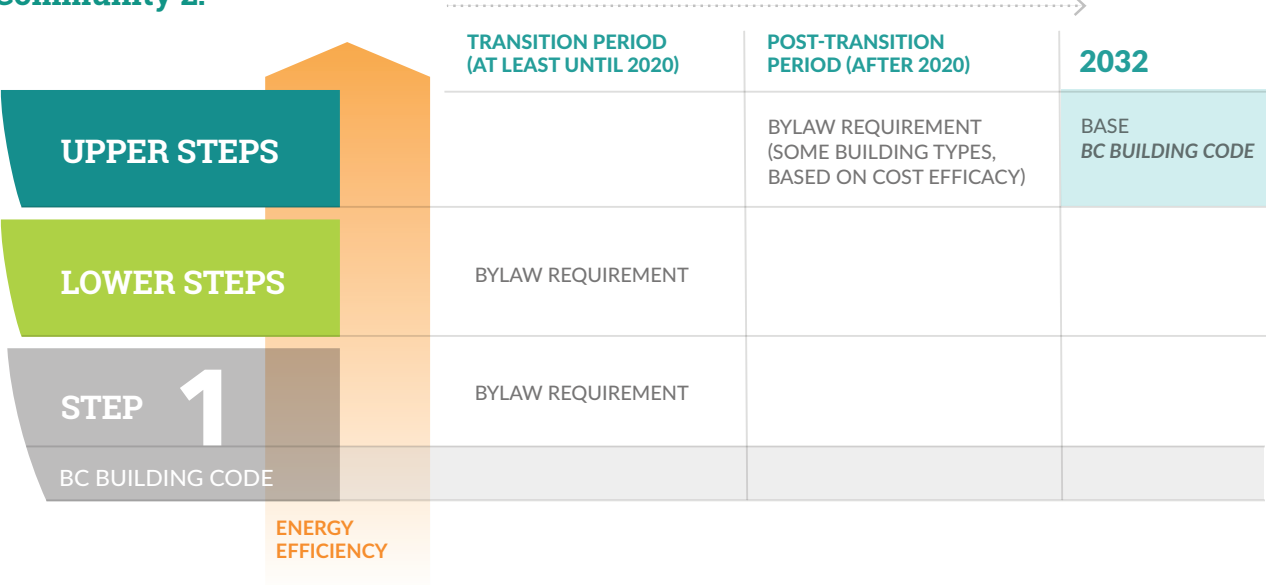 Community 2:
TRANSITION PERIOD
(AT LEAST UNTIL 2020)
POST-TRANSITION
PERIOD (AFTER 2020)
2032
UPPER STEPS
BYLAW REQUIREMENT
(SOME BUILDING TYPES,
BASED ON COST EFFICACY)
BASE
BC BUILDING CODE
LOWER STEPS
BYLAW REQUIREMENT
STEP 1
BYLAW REQUIREMENT
BC BUILDING CODE
ENERGY
EFFICIENCY